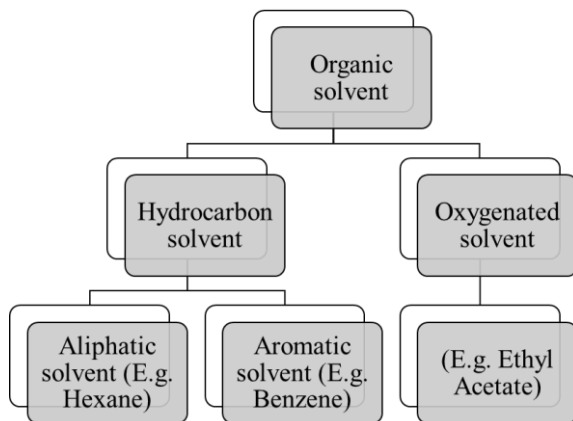 Organic
solvent
Hydrocarbon
solvent
Oxygenated
solvent
Aliphatic
solvent (E.g.
Hexane)
Aromatic
solvent (E.g.
Benzene)
(E.g. Ethyl
Acetate)